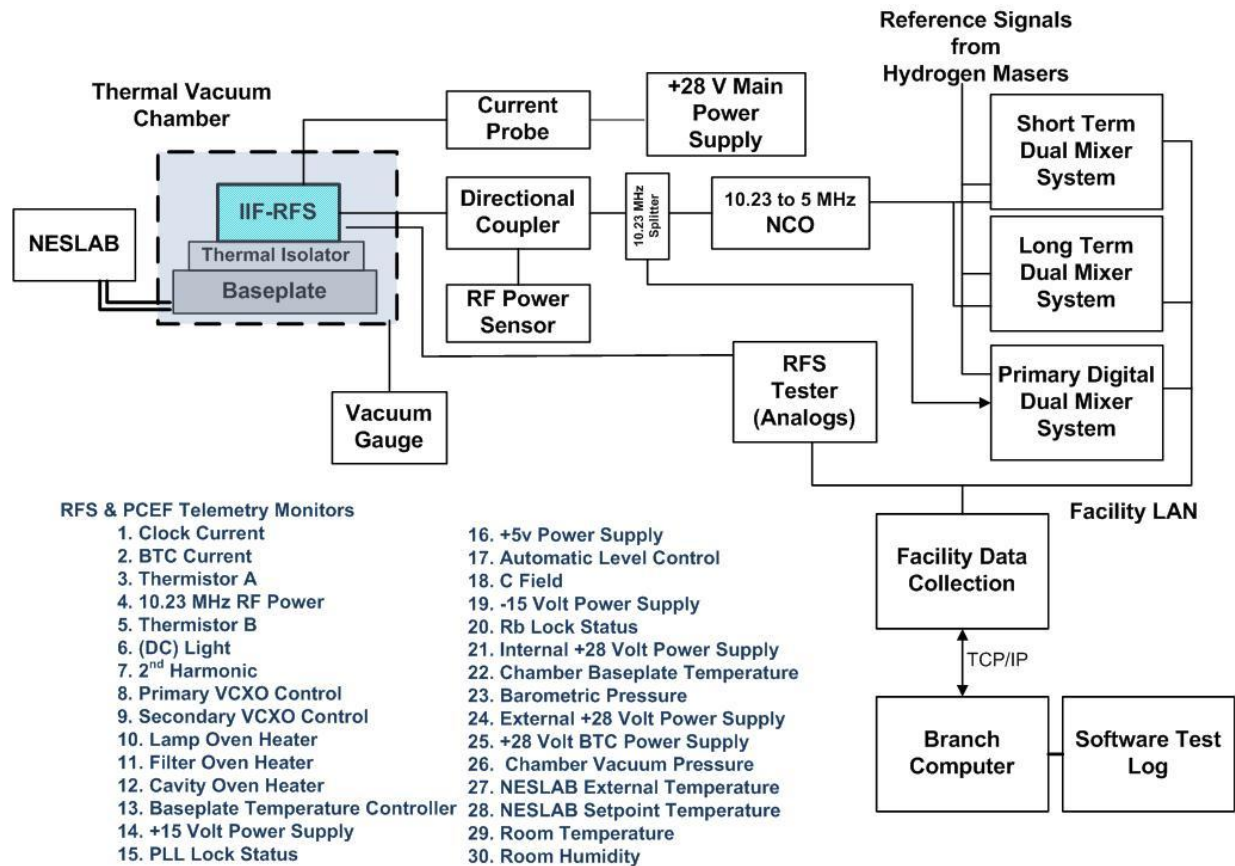 Reference Signals
from
Hydrogen Masers
Thermal Vacuum
Chamber
Current
Probe
+28 V Main
Power
Supply
Short Term
Dual Mixer
System
NESLAB
IIF-RFS
Thermal Isolator
Baseplate
Directional
Coupler
10.23 MHz
Splitter
10.23 to 5 MHz
NCO
Long Term
Dual Mixer
System
RF Power
Sensor
Vacuum
Gauge
RFS
Tester
(Analogs)
Primary Digital
Dual Mixer
System
Facility LAN
Facility Data
Collection
TCP/IP
Branch
Computer
Software Test
Log
RFS & PCEF Telemetry Monitors
1. Clock Current
2. BTC Current
3. Thermistor A
4. 10.23 MHz RF Power
5. Thermistor B
6. (DC) Light
7. 2nd Harmonic
8. Primary VCXO Control
9. Secondary VCXO Control
10. Lamp Oven Heater
11. Filter Oven Heater
12. Cavity Oven Heater
13. Baseplate Temperature Controller
14. +15 Volt Power Supply
15. PLL Lock Status
16. +5v Power Supply
17. Automatic Level Control
18. C Field
19. -15 Volt Power Supply
20. Rb Lock Status
21. Internal +28 Volt Power Supply
22. Chamber Baseplate Temperature
23. Barometric Pressure
24. External +28 Volt Power Supply
25. +28 Volt BTC Power Supply
26. Chamber Vacuum Pressure
27. NESLAB External Temperature
28. NESLAB Setpoint Temperature
29. Room Temperature
30. Room Humidity